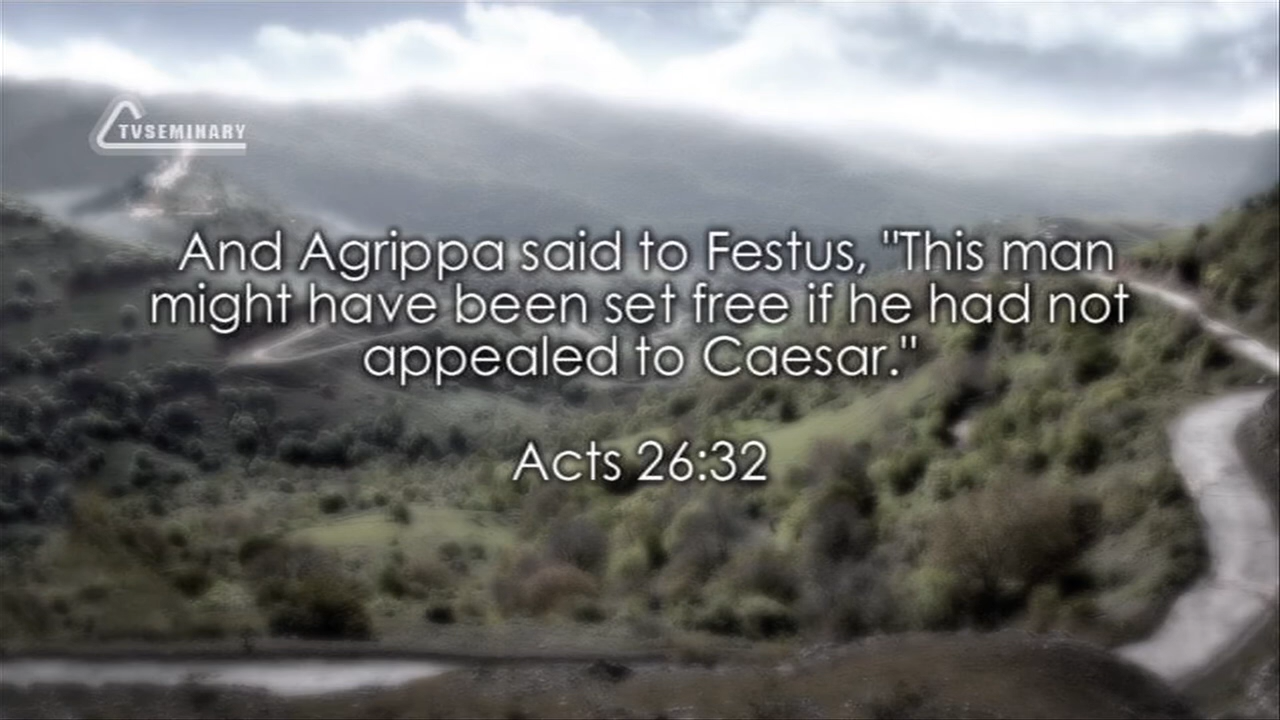 TVSEMINARY
And Agrippa said to Festus, "This man
might have been set free if he had not
appealed to Caesar."
Acts 26:32